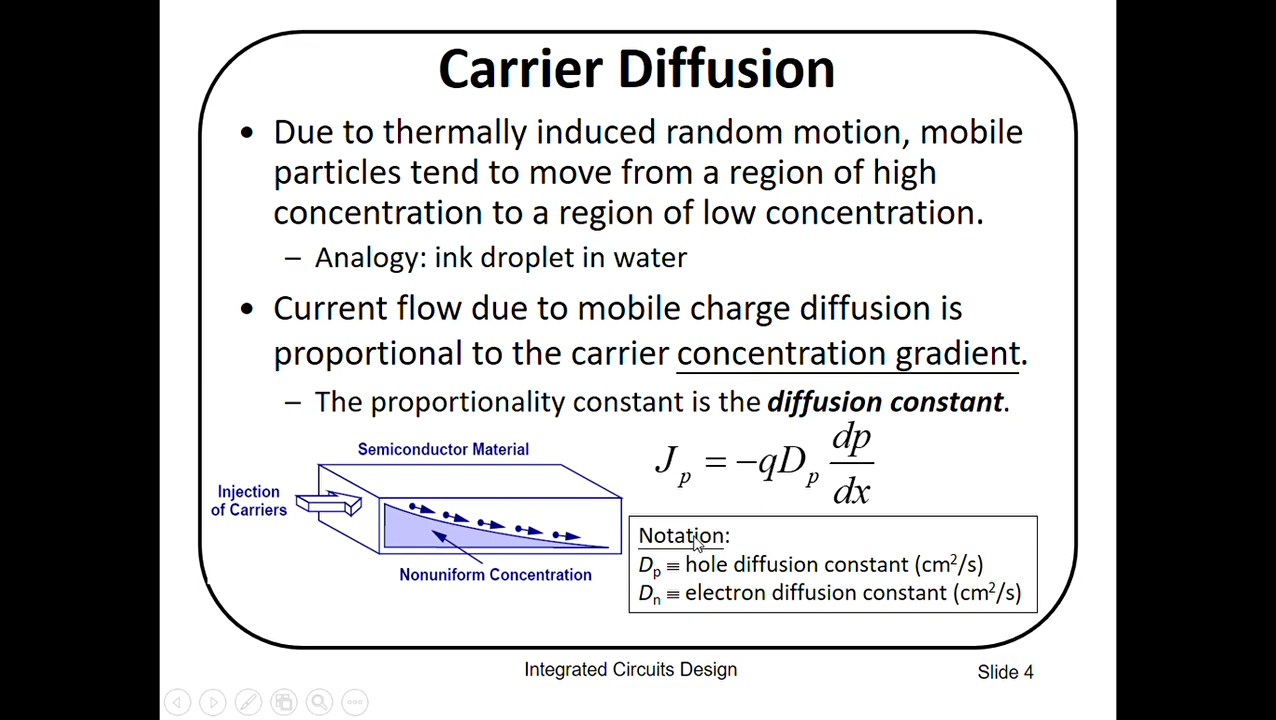 Carrier Diffusion
• Due to thermally induced random motion, mobile
particles tend to move from a region of high
concentration to a region of low concentration.
– Analogy: ink droplet in water
• Current flow due to mobile charge diffusion is
proportional to the carrier concentration gradient.
– The proportionality constant is the diffusion constant.
Semiconductor Material
Injection
of Carriers
Nonuniform Concentration
J_p = −qD_p dp/dx
Notation:
D_p ≡ hole diffusion constant (cm²/s)
D_n ≡ electron diffusion constant (cm²/s)
Integrated Circuits Design
Slide 4